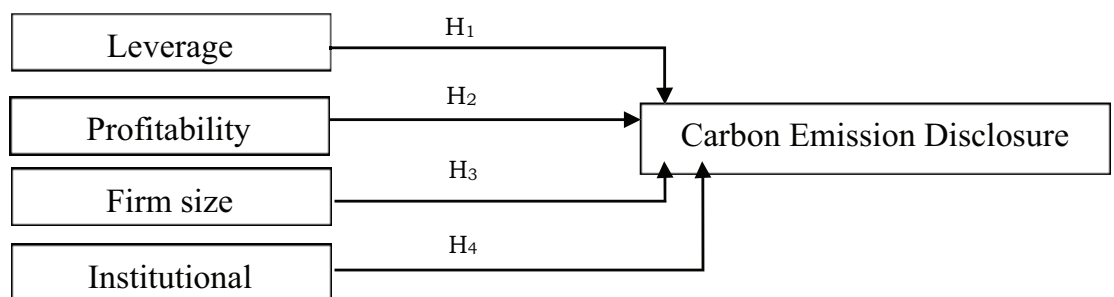 H₁
Leverage
H₂
Profitability
Carbon Emission Disclosure
H₃
Firm size
H₄
Institutional